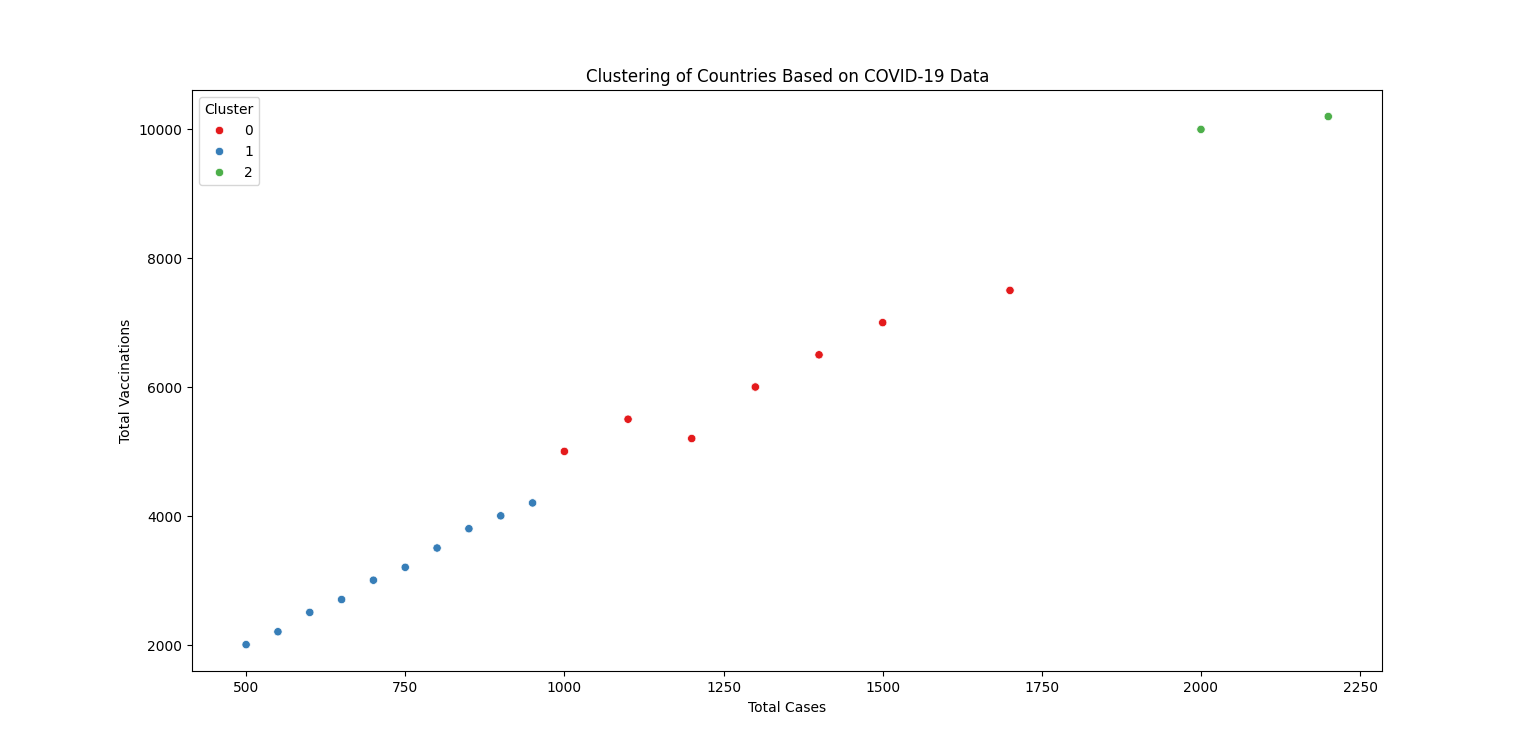 Clustering of Countries Based on COVID-19 Data
Cluster
0
1
2
10000
8000
6000
4000
2000
Total Vaccinations
500 750 1000 1250 1500 1750 2000 2250
Total Cases